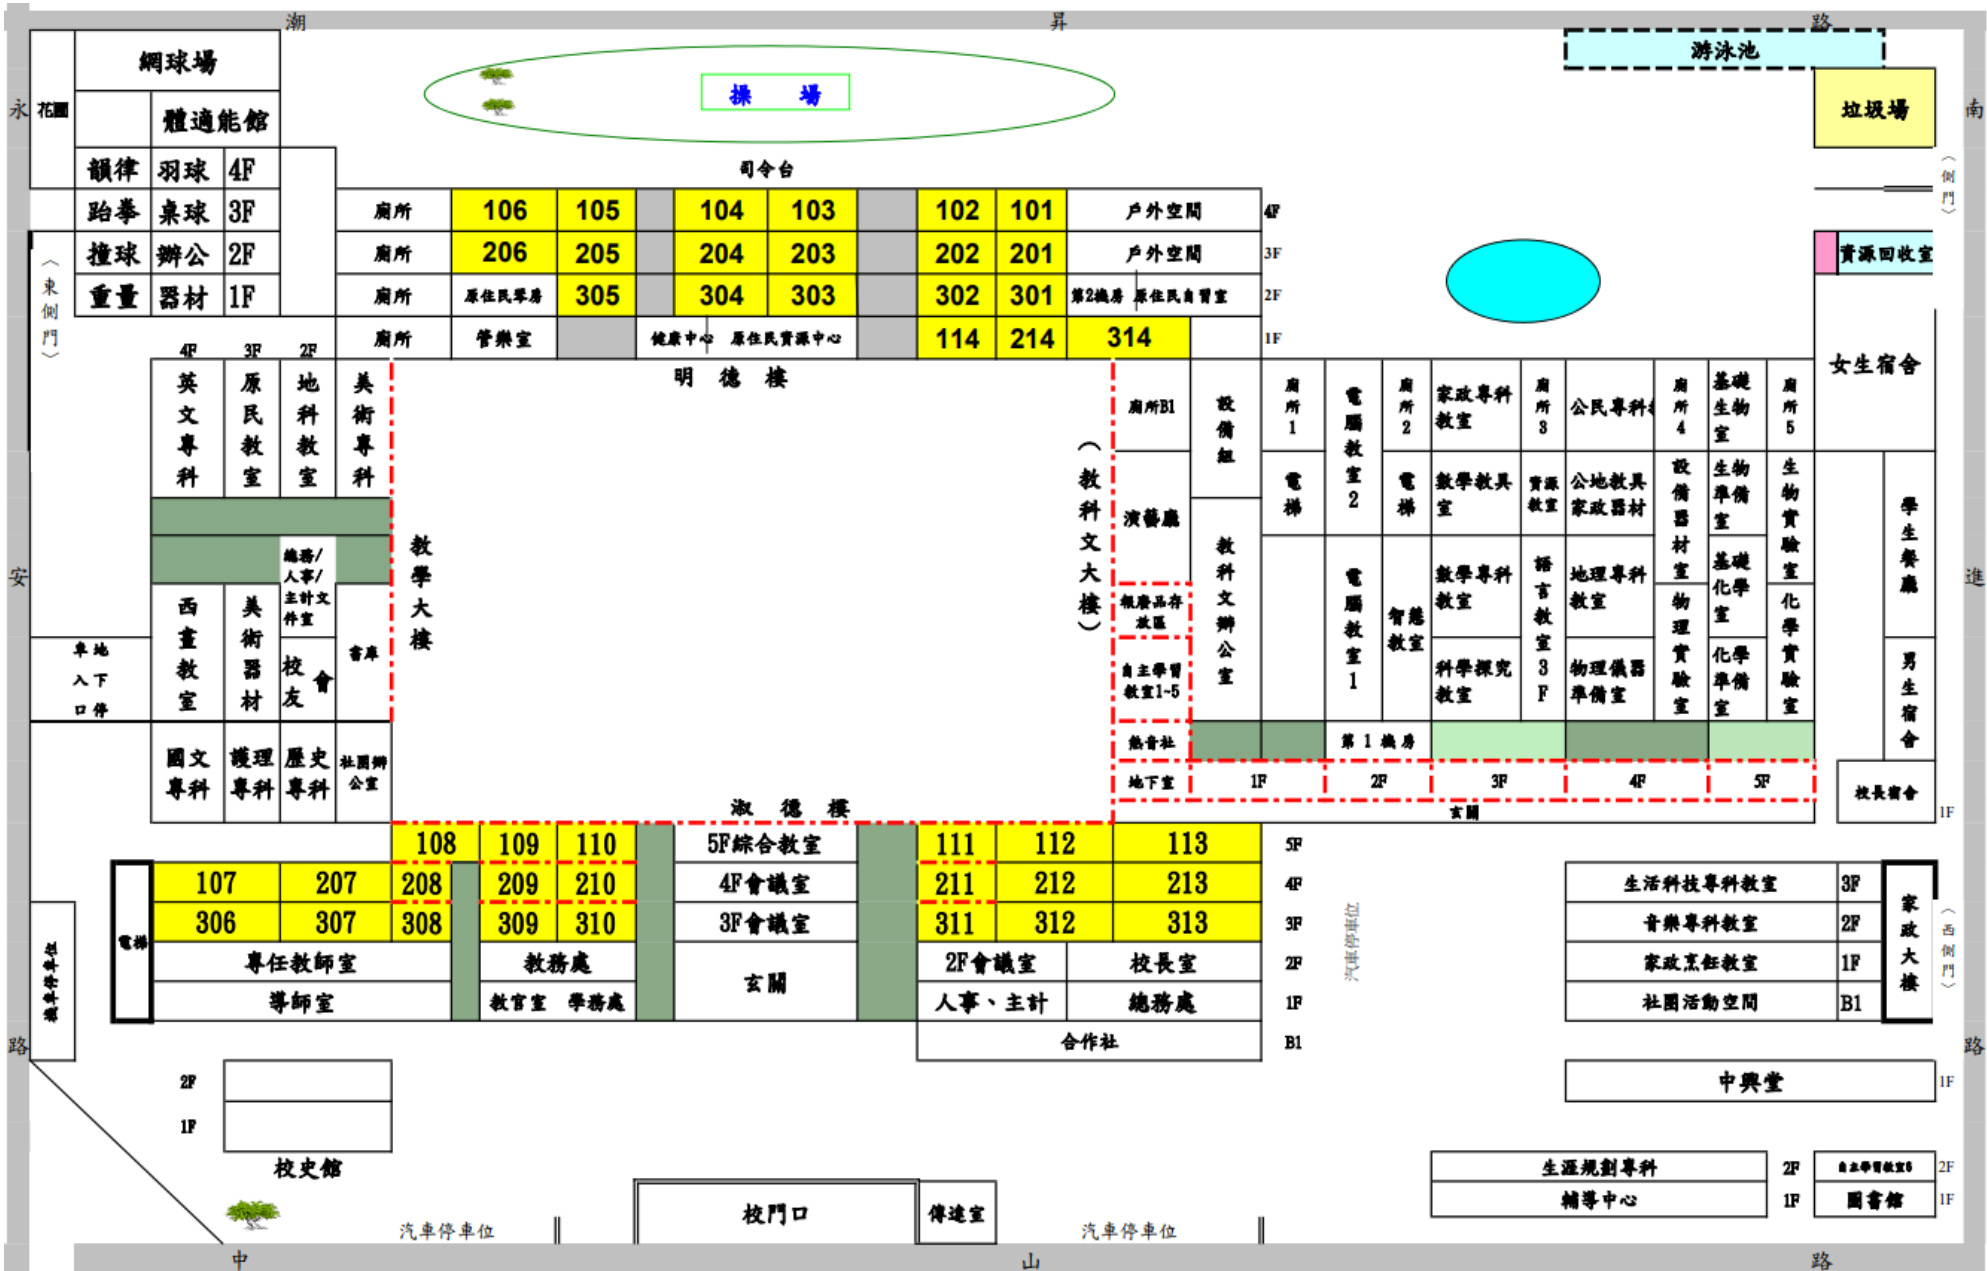 潮 昇 路
網球場
游泳池
永
花圃
操 場
垃圾場
南
體適能館
韻律 羽球 4F
司令台
︿側門﹀
跆拳 桌球 3F
廁所 106 105 104 103 102 101 戶外空間 4F
撞球 辦公 2F
廁所 206 205 204 203 202 201 戶外空間 3F
資源回收室
︿東側門﹀
重量 器材 1F
廁所 原住民單房 305 304 303 302 301 第2機房 原住民自習室 2F
廁所 管樂室 健康中心 原住民資源中心 114 214 314 1F
4F 3F 2F
明德樓
女生宿舍
英文專科
原民教室
地科教室
美術專科
廁所B1
設備組
廁所1
電腦教室2
廁所2
家政專科教室
廁所3
公民專科
廁所4
基礎生物室
廁所5
(教科文大樓)
演藝廳
電梯
電梯
數學教具室
資源教室
公地教具家政器材
設備器材室
生物準備室
生物實驗室
學生餐廳
安
教學大樓
總務/人事/主計文件室
教科文辦公室
電腦教室1
智慧教室
數學專科教室
語言教室3F
地理專科教室
基礎化學室
化學實驗室
進
西畫教室
美術器材
校友會
書庫
報廢品存放區
物理實驗室
車地
入下
口停
自主學習教室1~5
科學探究教室
物理儀器準備室
化學準備室
男生宿舍
熱音社
第1機房
國文專科
護理專科
歷史專科
社團辦公室
地下室 1F 2F 3F 4F 5F
校長宿舍
淑德樓
玄關
1F
108 109 110 5F綜合教室 111 112 113 5F
107 207 208 209 210 4F會議室 211 212 213 4F
生活科技專科教室 3F
306 307 308 309 310 3F會議室 311 312 313 3F
音樂專科教室 2F
電梯
專任教師室 教務處 玄關 2F會議室 校長室 2F
家政烹飪教室 1F
導師室 教官室 學務處 人事、主計 總務處 1F
社團活動空間 B1
家政大樓
︿西側門﹀
機車停車位
汽車停車位
合作社 B1
路
路
2F
中興堂 1F
1F
校史館
生涯規劃專科 2F
自主學習教室6 2F
輔導中心 1F
圖書館 1F
校門口
傳達室
汽車停車位
汽車停車位
中 山 路